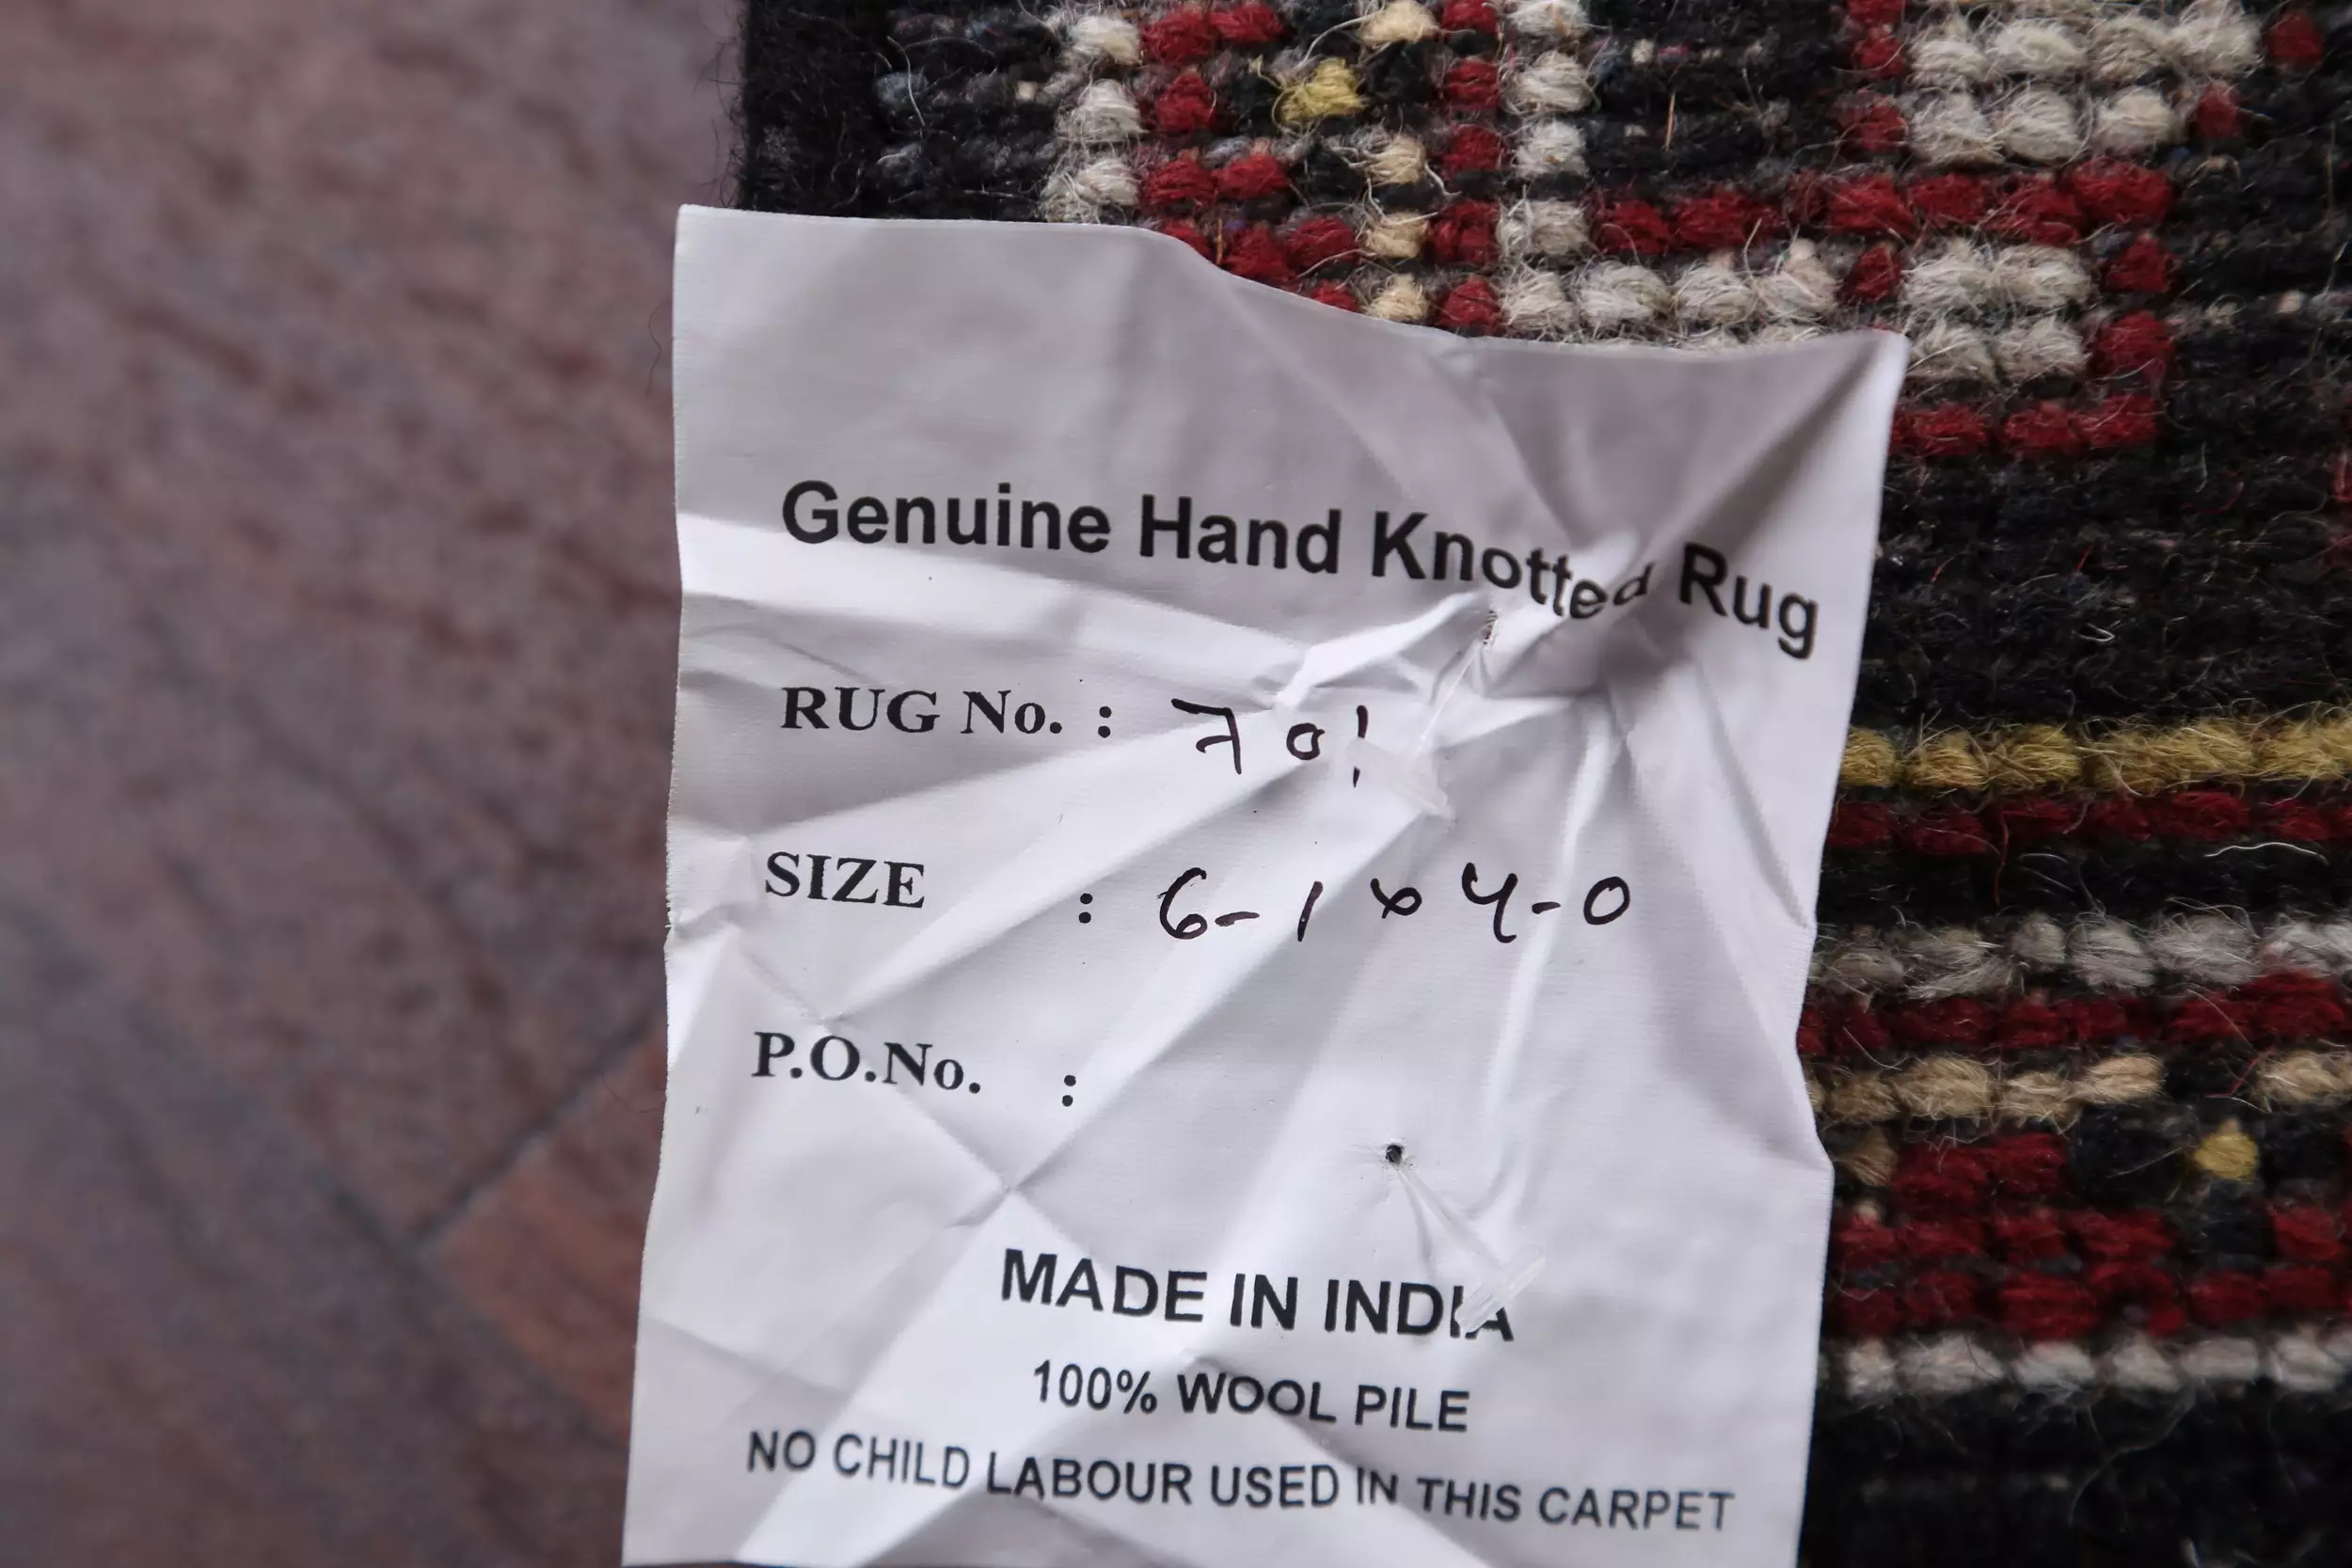 Genuine Hand Knotted Rug
RUG No. : 701
SIZE : 6-1 x 4-0
P.O.No. :
MADE IN INDIA
100% WOOL PILE
NO CHILD LABOUR USED IN THIS CARPET